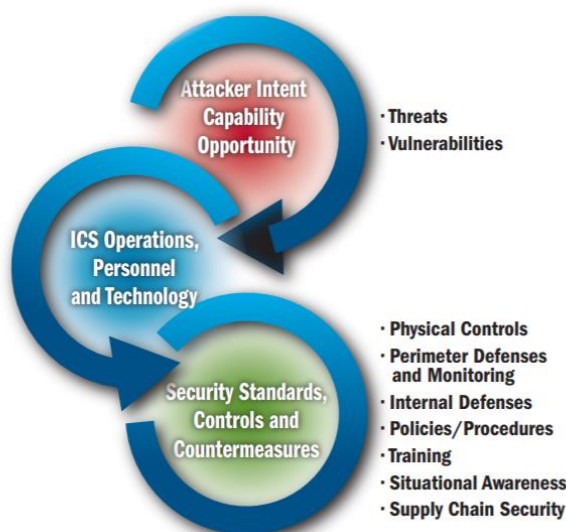 Attacker Intent
Capability
Opportunity
· Threats
· Vulnerabilities
ICS Operations,
Personnel
and Technology
Security Standards,
Controls and
Countermeasures
· Physical Controls
· Perimeter Defenses
and Monitoring
· Internal Defenses
· Policies/Procedures
· Training
· Situational Awareness
· Supply Chain Security